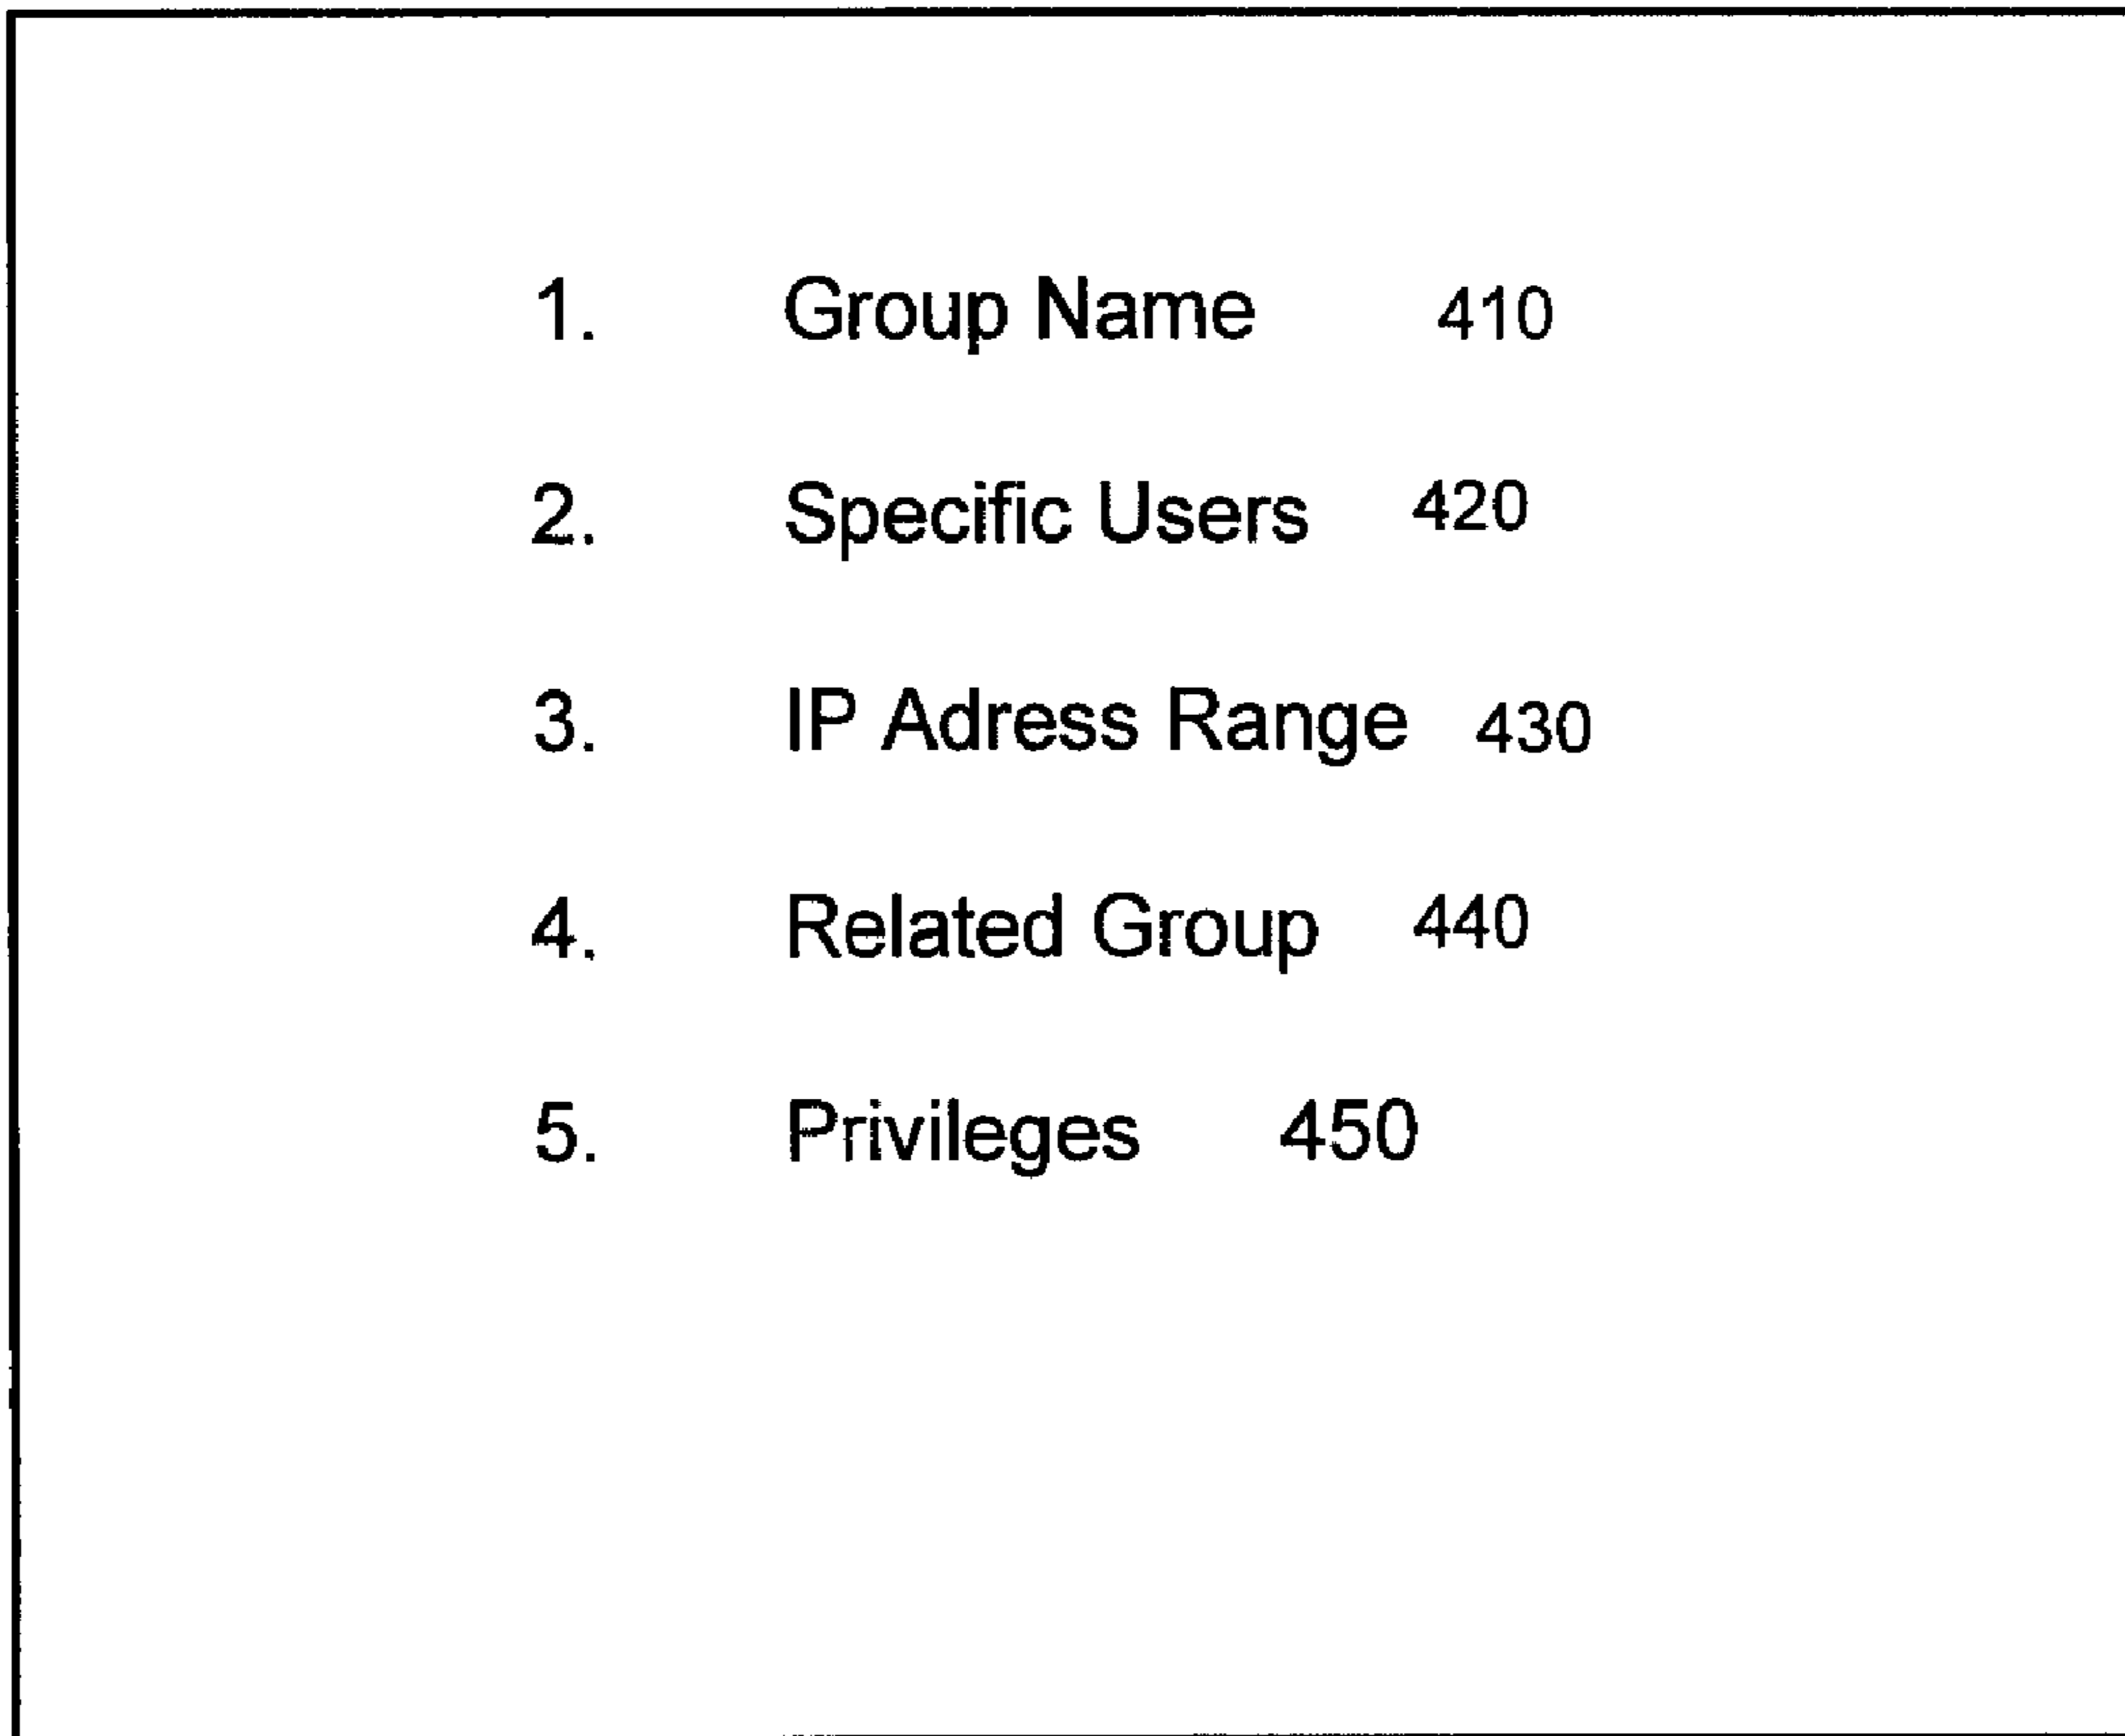 1. Group Name 410
2. Specific Users 420
3. IP Adress Range 430
4. Related Group 440
5. Privileges 450